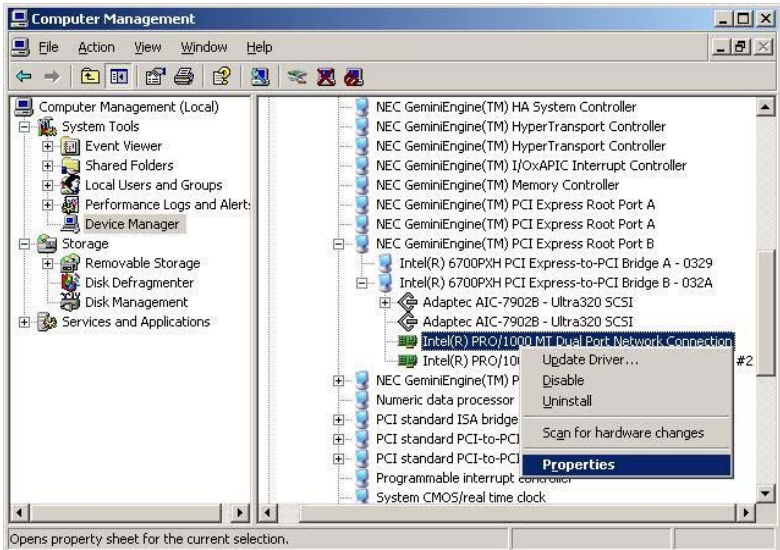 Computer Management
File Action View Window Help
Computer Management (Local)
System Tools
Event Viewer
Shared Folders
Local Users and Groups
Performance Logs and Alert
Device Manager
Storage
Removable Storage
Disk Defragmenter
Disk Management
Services and Applications
NEC GeminiEngine(TM) HA System Controller
NEC GeminiEngine(TM) HyperTransport Controller
NEC GeminiEngine(TM) HyperTransport Controller
NEC GeminiEngine(TM) I/OxAPIC Interrupt Controller
NEC GeminiEngine(TM) Memory Controller
NEC GeminiEngine(TM) PCI Express Root Port A
NEC GeminiEngine(TM) PCI Express Root Port A
NEC GeminiEngine(TM) PCI Express Root Port B
Intel(R) 6700PXH PCI Express-to-PCI Bridge A - 0329
Intel(R) 6700PXH PCI Express-to-PCI Bridge B - 032A
Adaptec AIC-7902B - Ultra320 SCSI
Adaptec AIC-7902B - Ultra320 SCSI
Intel(R) PRO/1000 MT Dual Port Network Connection
Intel(R) PRO/10 #2
NEC GeminiEngine(TM) P
Numeric data processor
PCI standard ISA bridge
PCI standard PCI-to-PCI
PCI standard PCI-to-PCI
Programmable interrupt controller
System CMOS/real time clock
Update Driver...
Disable
Uninstall
Scan for hardware changes
Properties
Opens property sheet for the current selection.